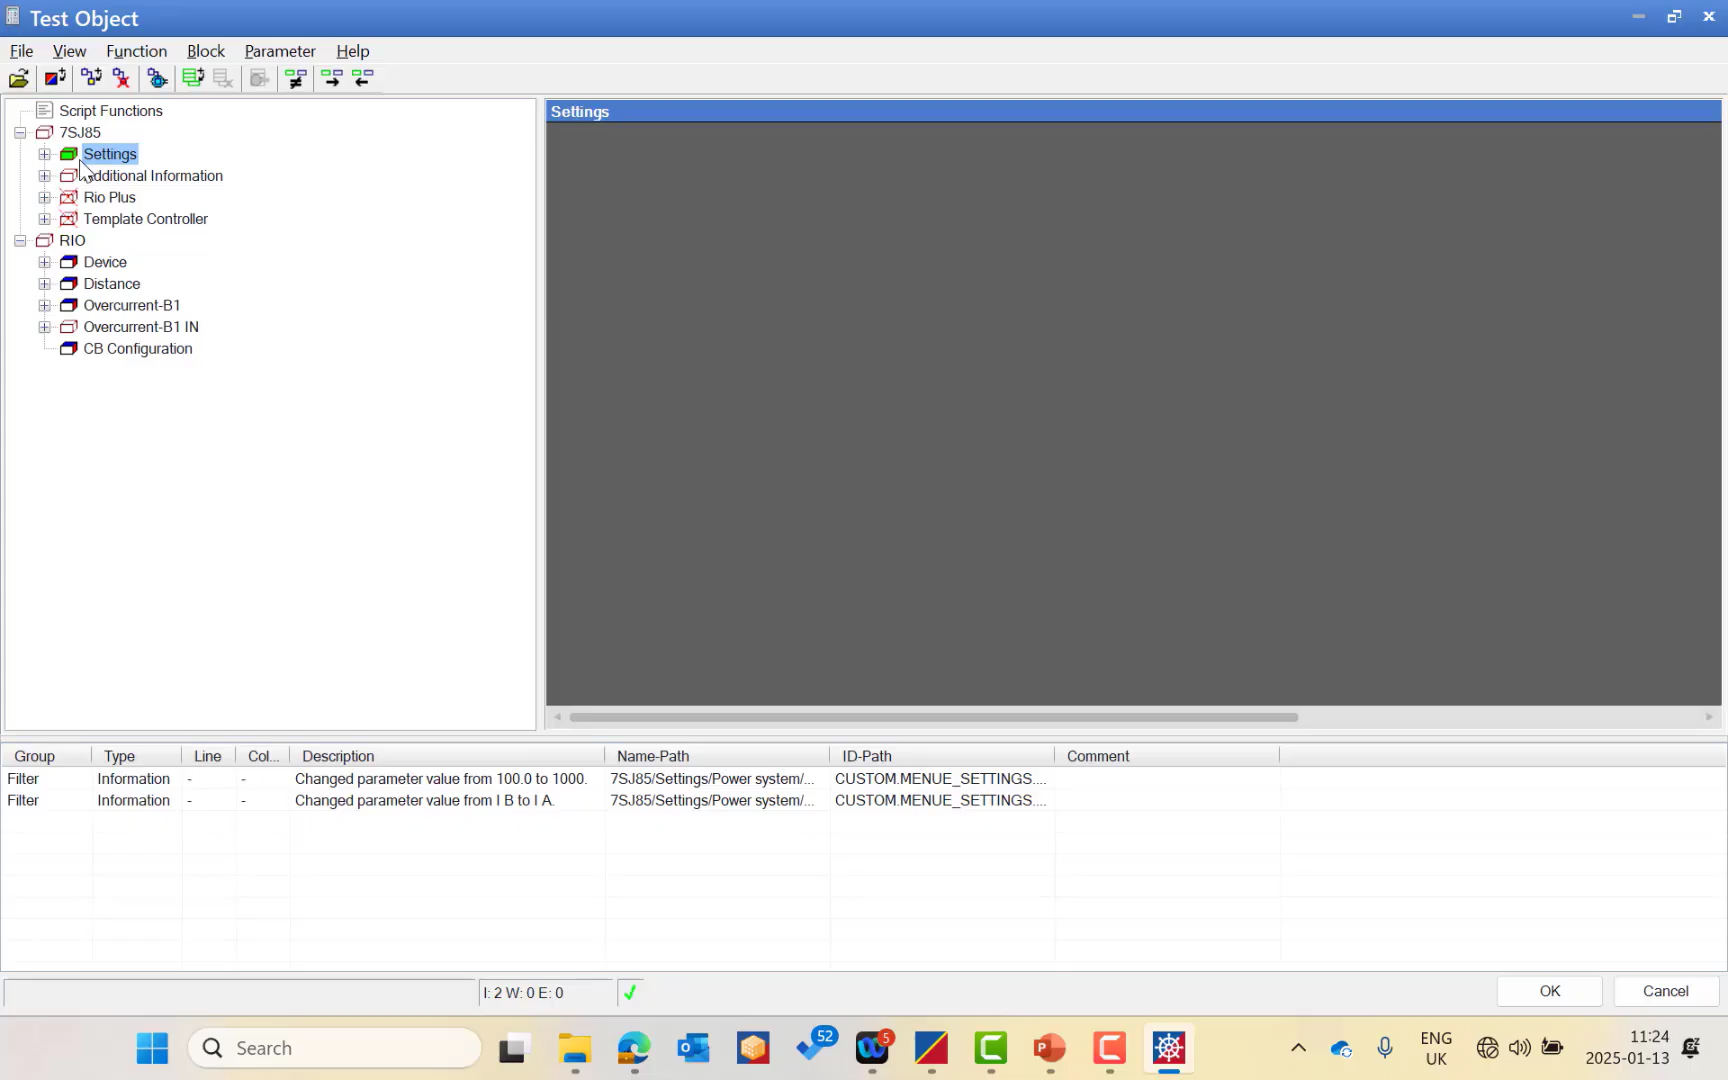 Test Object
File View Function Block Parameter Help
Script Functions
7SJ85
Settings
dditional Information
Rio Plus
Template Controller
RIO
Device
Distance
Overcurrent-B1
Overcurrent-B1 IN
CB Configuration
Settings
Group Type Line Col... Description Name-Path ID-Path Comment
Filter Information - - Changed parameter value from 100.0 to 1000. 7SJ85/Settings/Power system/... CUSTOM.MENUE_SETTINGS....
Filter Information - - Changed parameter value from I B to I A. 7SJ85/Settings/Power system/... CUSTOM.MENUE_SETTINGS....
I: 2 W: 0 E: 0
OK Cancel
Search
52
5
ENG
UK
11:24
2025-01-13